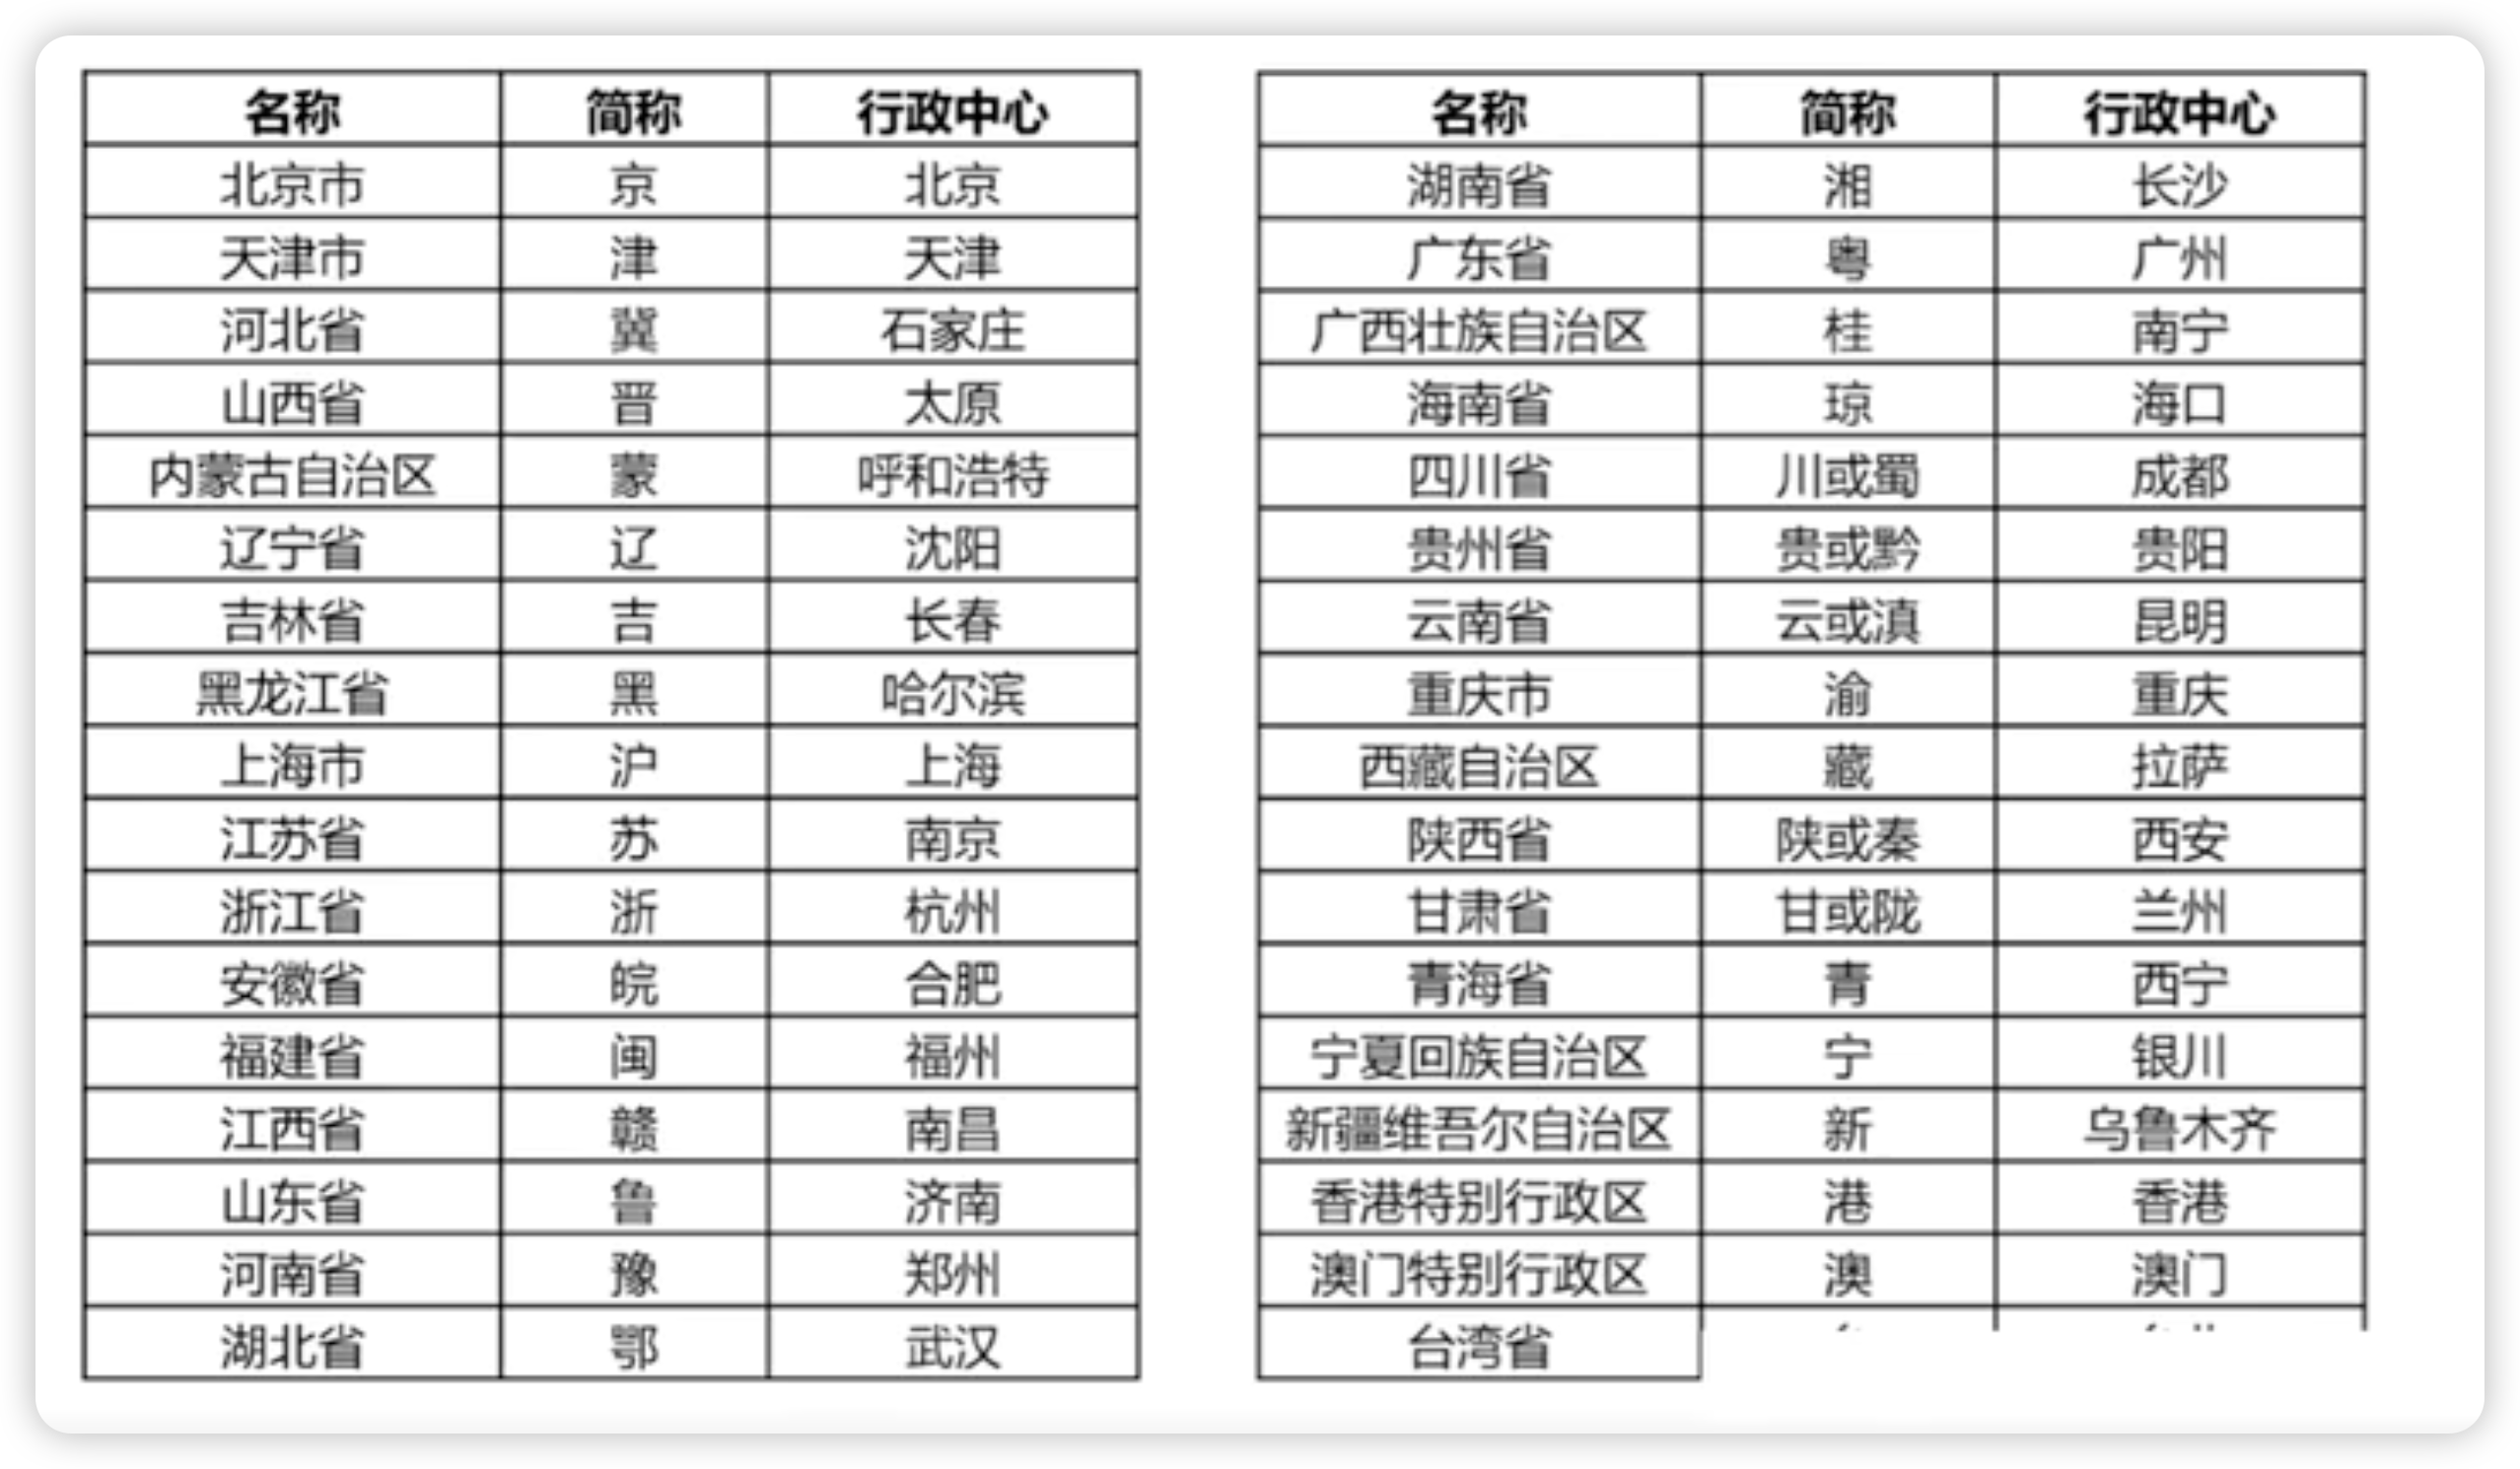 名称 简称 行政中心
北京市 京 北京
天津市 津 天津
河北省 冀 石家庄
山西省 晋 太原
内蒙古自治区 蒙 呼和浩特
辽宁省 辽 沈阳
吉林省 吉 长春
黑龙江省 黑 哈尔滨
上海市 沪 上海
江苏省 苏 南京
浙江省 浙 杭州
安徽省 皖 合肥
福建省 闽 福州
江西省 赣 南昌
山东省 鲁 济南
河南省 豫 郑州
湖北省 鄂 武汉
名称 简称 行政中心
湖南省 湘 长沙
广东省 粤 广州
广西壮族自治区 桂 南宁
海南省 琼 海口
四川省 川或蜀 成都
贵州省 贵或黔 贵阳
云南省 云或滇 昆明
重庆市 渝 重庆
西藏自治区 藏 拉萨
陕西省 陕或秦 西安
甘肃省 甘或陇 兰州
青海省 青 西宁
宁夏回族自治区 宁 银川
新疆维吾尔自治区 新 乌鲁木齐
香港特别行政区 港 香港
澳门特别行政区 澳 澳门
台湾省